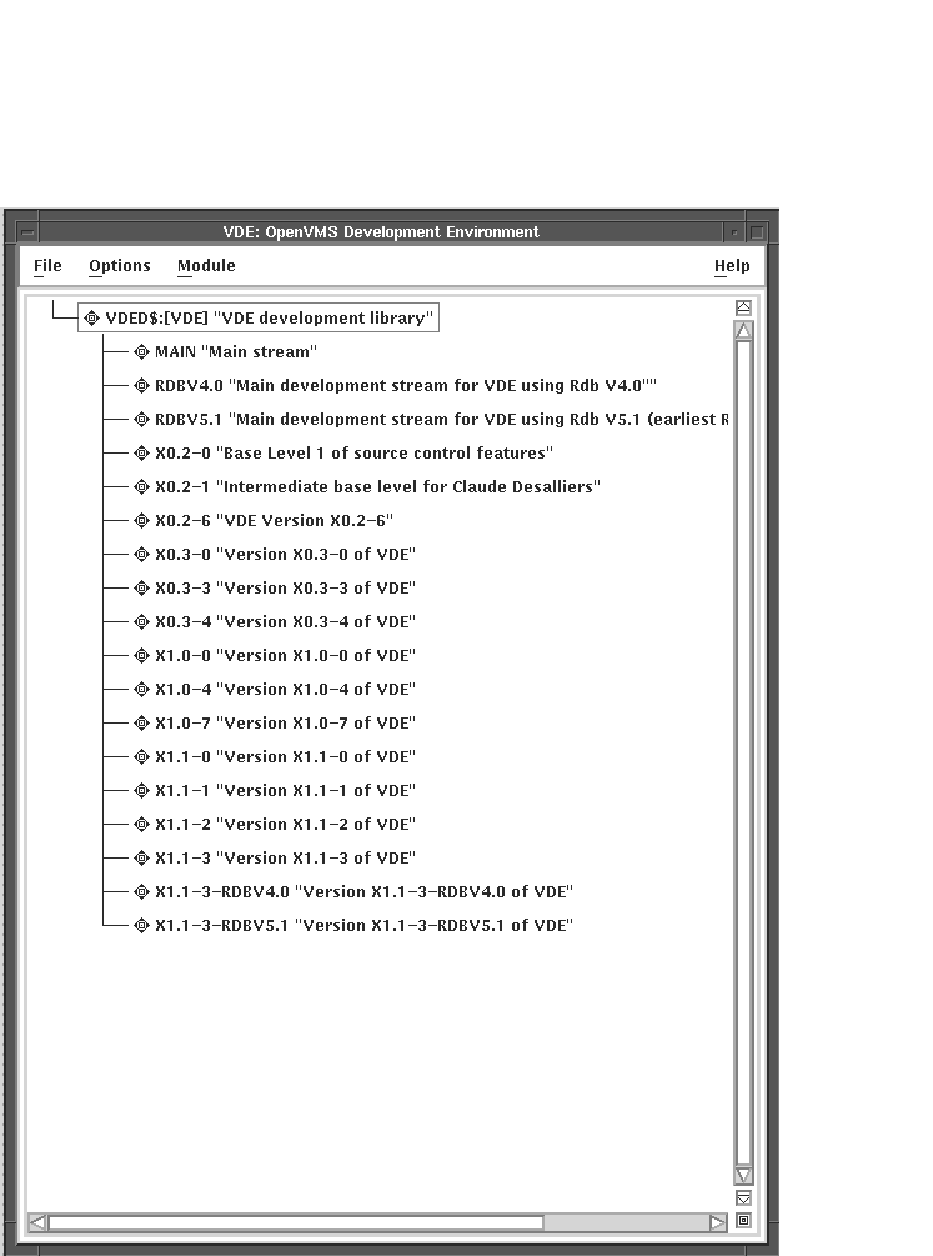 VDE: OpenVMS Development Environment
File Options Module Help
VDED$:[VDE] "VDE development library"
MAIN "Main stream"
RDBV4.0 "Main development stream for VDE using Rdb V4.0""
RDBV5.1 "Main development stream for VDE using Rdb V5.1 (earliest R
X0.2-0 "Base Level 1 of source control features"
X0.2-1 "Intermediate base level for Claude Desalliers"
X0.2-6 "VDE Version X0.2-6"
X0.3-0 "Version X0.3-0 of VDE"
X0.3-3 "Version X0.3-3 of VDE"
X0.3-4 "Version X0.3-4 of VDE"
X1.0-0 "Version X1.0-0 of VDE"
X1.0-4 "Version X1.0-4 of VDE"
X1.0-7 "Version X1.0-7 of VDE"
X1.1-0 "Version X1.1-0 of VDE"
X1.1-1 "Version X1.1-1 of VDE"
X1.1-2 "Version X1.1-2 of VDE"
X1.1-3 "Version X1.1-3 of VDE"
X1.1-3-RDBV4.0 "Version X1.1-3-RDBV4.0 of VDE"
X1.1-3-RDBV5.1 "Version X1.1-3-RDBV5.1 of VDE"